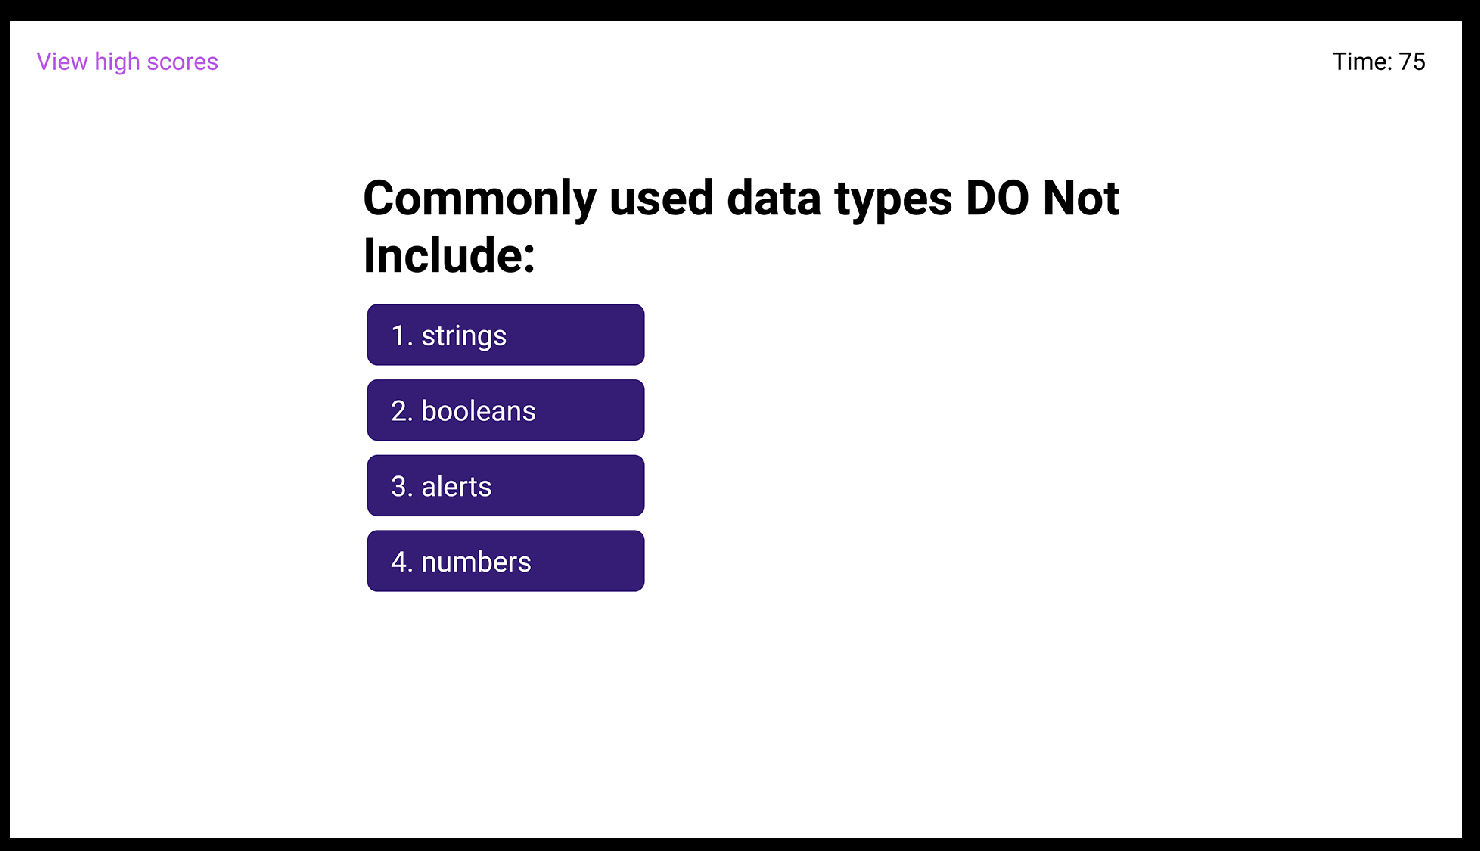 View high scores
Time: 75
Commonly used data types DO Not
Include:
1. strings
2. booleans
3. alerts
4. numbers